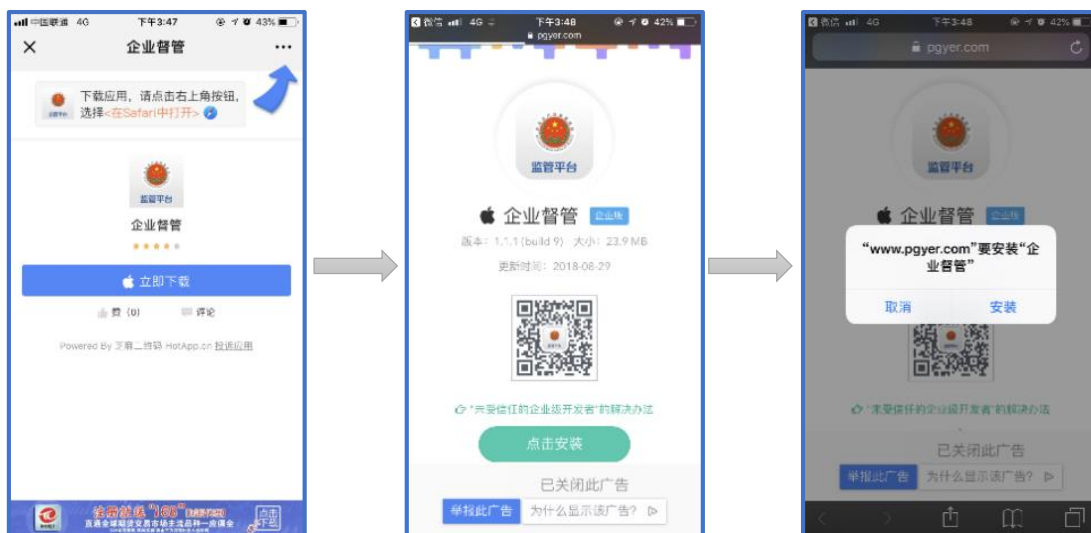 中国联通 4G 下午3:47 43%
企业督管
下载应用，请点击右上角按钮，
选择<在Safari中打开>
监管平台
监管平台
企业督管
立即下载
赞 (0) 评论
Powered By 芝麻二维码 HotApp.cn 投诉应用
点击
下载
微信 4G 下午3:48 42%
pgyer.com
监管平台
企业督管 企业版
版本：1.1.1 (build 9) 大小：23.9 MB
更新时间：2018-08-29
"未受信任的企业级开发者"的解决办法
点击安装
已关闭此广告
举报此广告 为什么显示该广告?
微信 4G 下午3:48 42%
pgyer.com
监管平台
企业督管 企业版
“www.pgyer.com”要安装“企
业督管”
取消 安装
"未受信任的企业级开发者"的解决办法
已关闭此广告
举报此广告 为什么显示该广告?